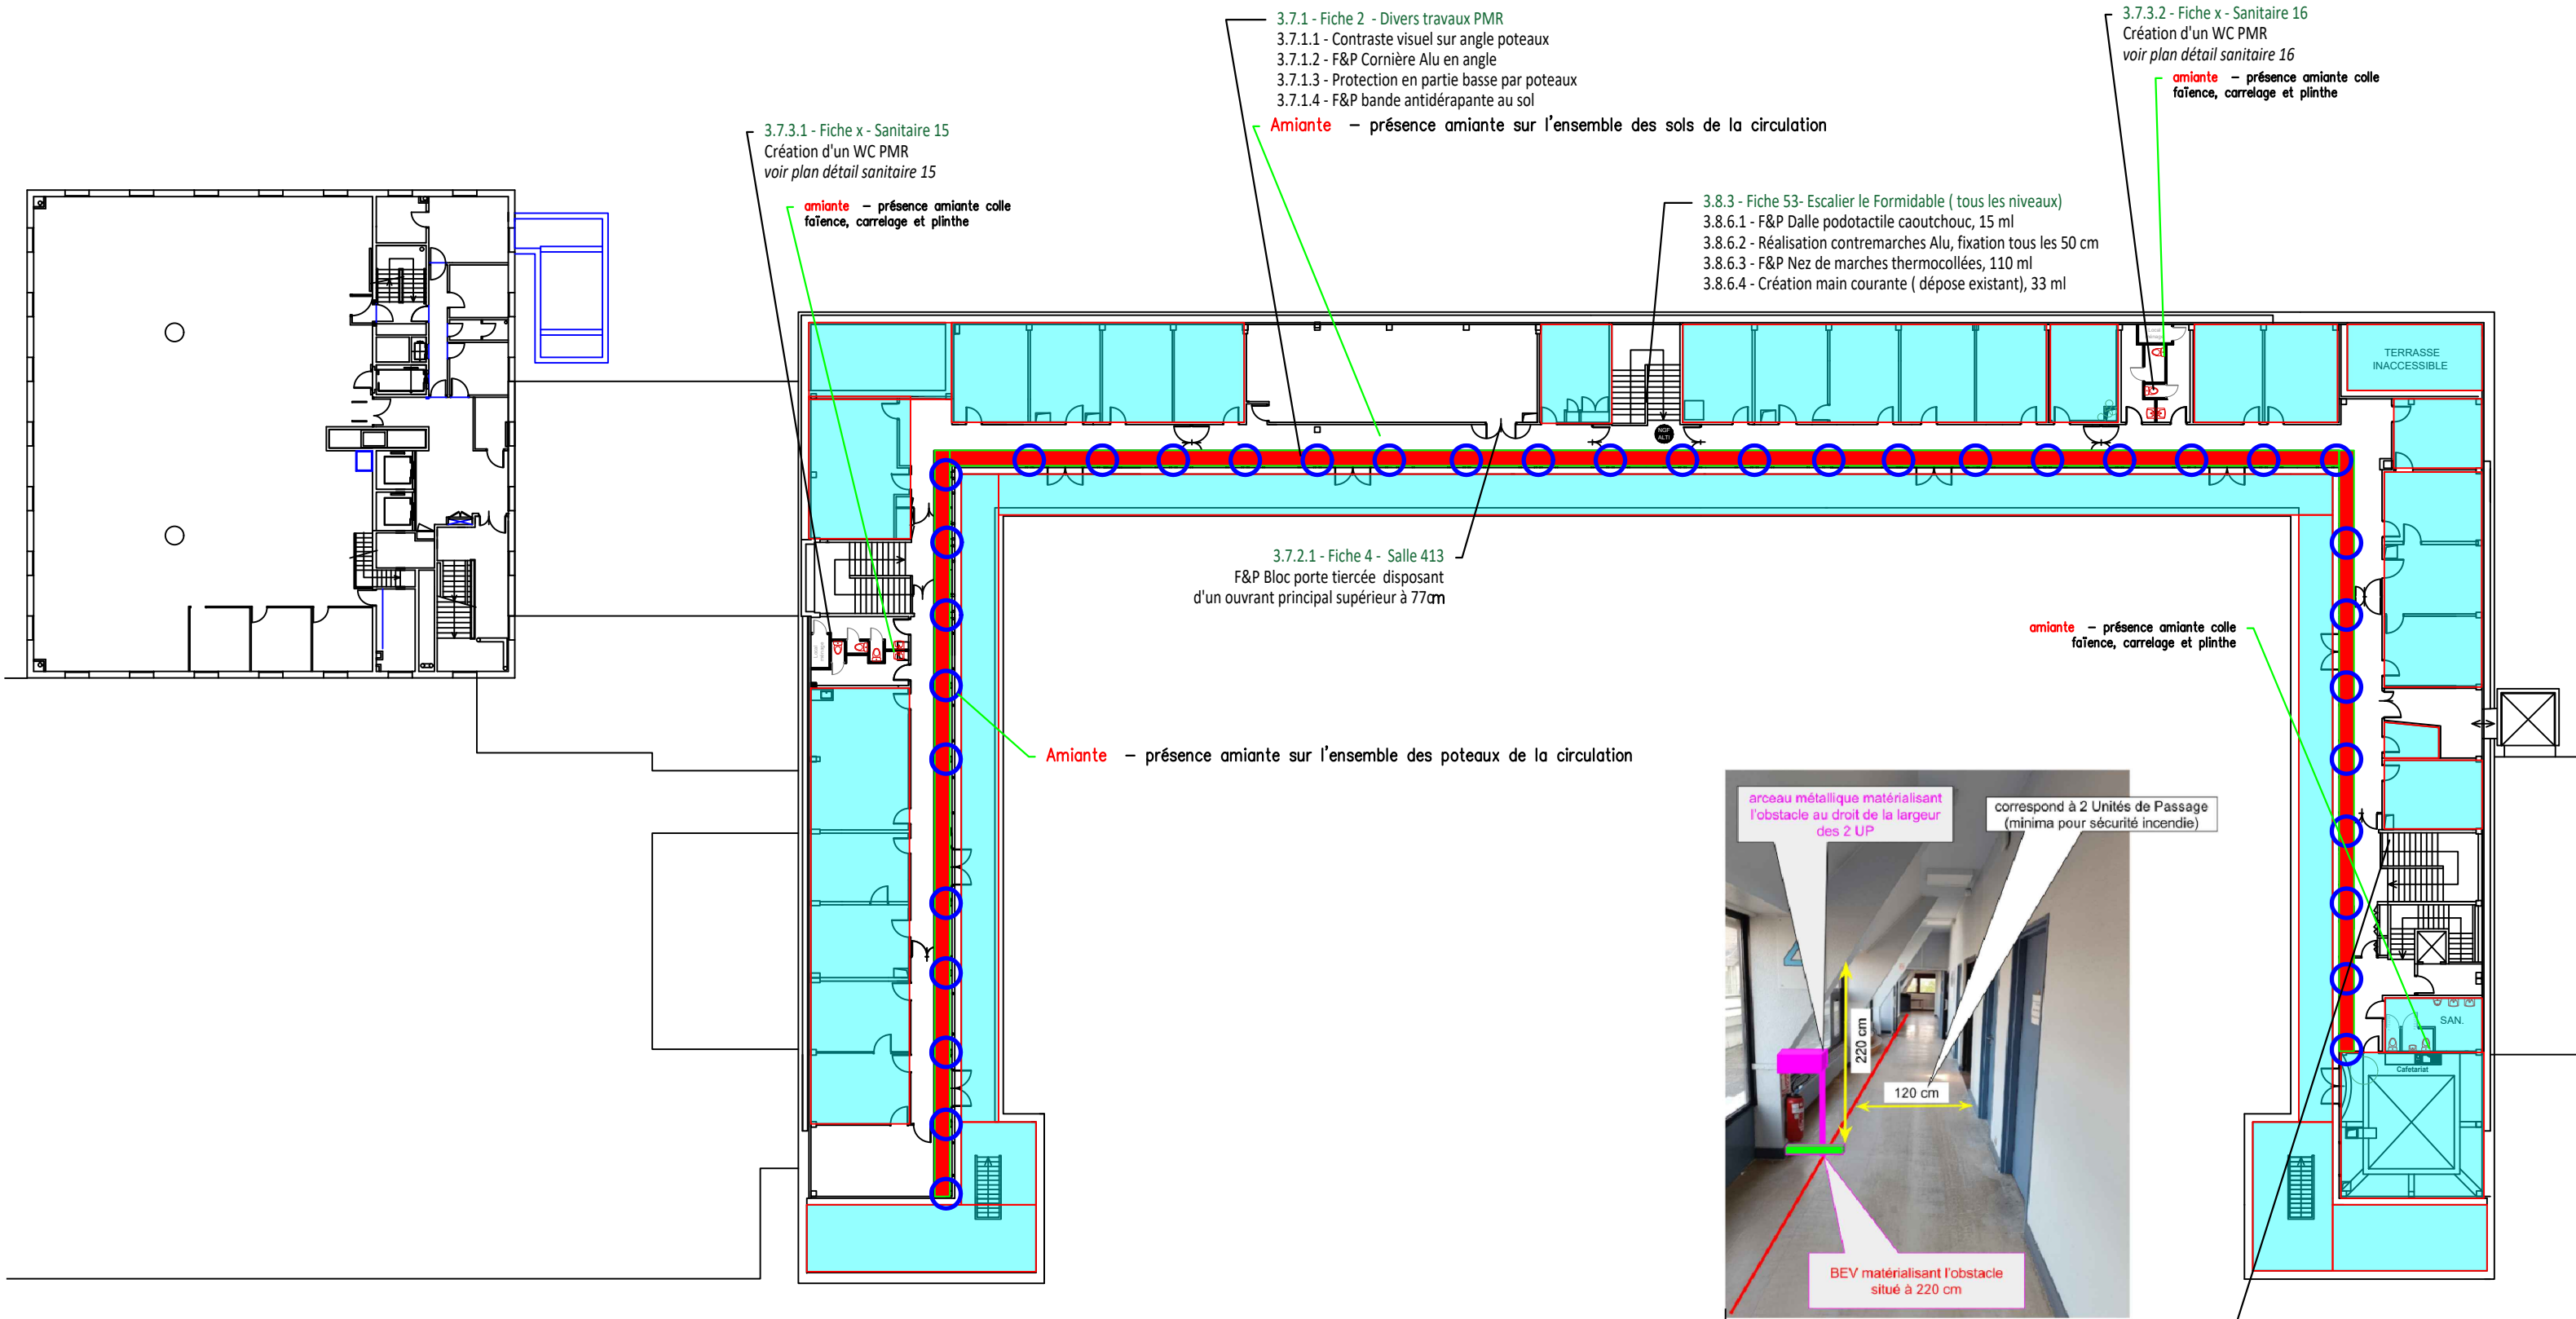 3.7.1 - Fiche 2 - Divers travaux PMR
3.7.1.1 - Contraste visuel sur angle poteaux
3.7.1.2 - F&P Cornière Alu en angle
3.7.1.3 - Protection en partie basse par poteaux
3.7.1.4 - F&P bande antidérapante au sol
Amiante – présence amiante sur l'ensemble des sols de la circulation
3.7.3.2 - Fiche x - Sanitaire 16
Création d'un WC PMR
voir plan détail sanitaire 16
amiante – présence amiante colle
faïence, carrelage et plinthe
3.7.3.1 - Fiche x - Sanitaire 15
Création d'un WC PMR
voir plan détail sanitaire 15
amiante – présence amiante colle
faïence, carrelage et plinthe
3.8.3 - Fiche 53- Escalier le Formidable ( tous les niveaux)
3.8.6.1 - F&P Dalle podotactile caoutchouc, 15 ml
3.8.6.2 - Réalisation contremarches Alu, fixation tous les 50 cm
3.8.6.3 - F&P Nez de marches thermocollées, 110 ml
3.8.6.4 - Création main courante ( dépose existant), 33 ml
TERRASSE
INACCESSIBLE
NGF
ALTI
3.7.2.1 - Fiche 4 - Salle 413
F&P Bloc porte tiercée disposant
d'un ouvrant principal supérieur à 77cm
amiante – présence amiante colle
faïence, carrelage et plinthe
Amiante – présence amiante sur l'ensemble des poteaux de la circulation
arceau métallique matérialisant
l'obstacle au droit de la largeur
des 2 UP
correspond à 2 Unités de Passage
(minima pour sécurité incendie)
220 cm
120 cm
BEV matérialisant l'obstacle
situé à 220 cm
SAN.
Cafetariat